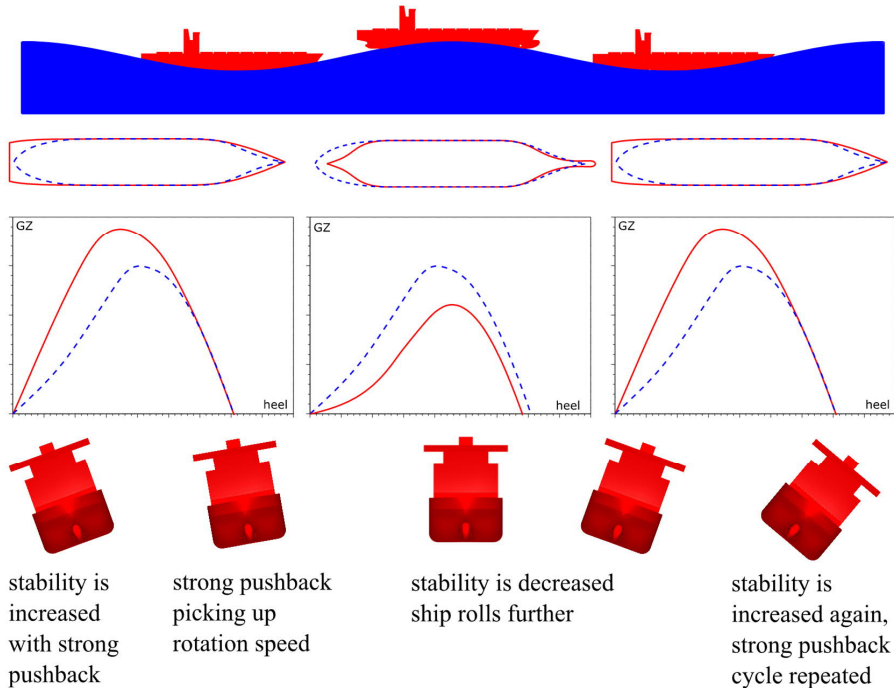 GZ
heel
GZ
heel
GZ
heel
stability is
increased
with strong
pushback
strong pushback
picking up
rotation speed
stability is decreased
ship rolls further
stability is
increased again,
strong pushback
cycle repeated